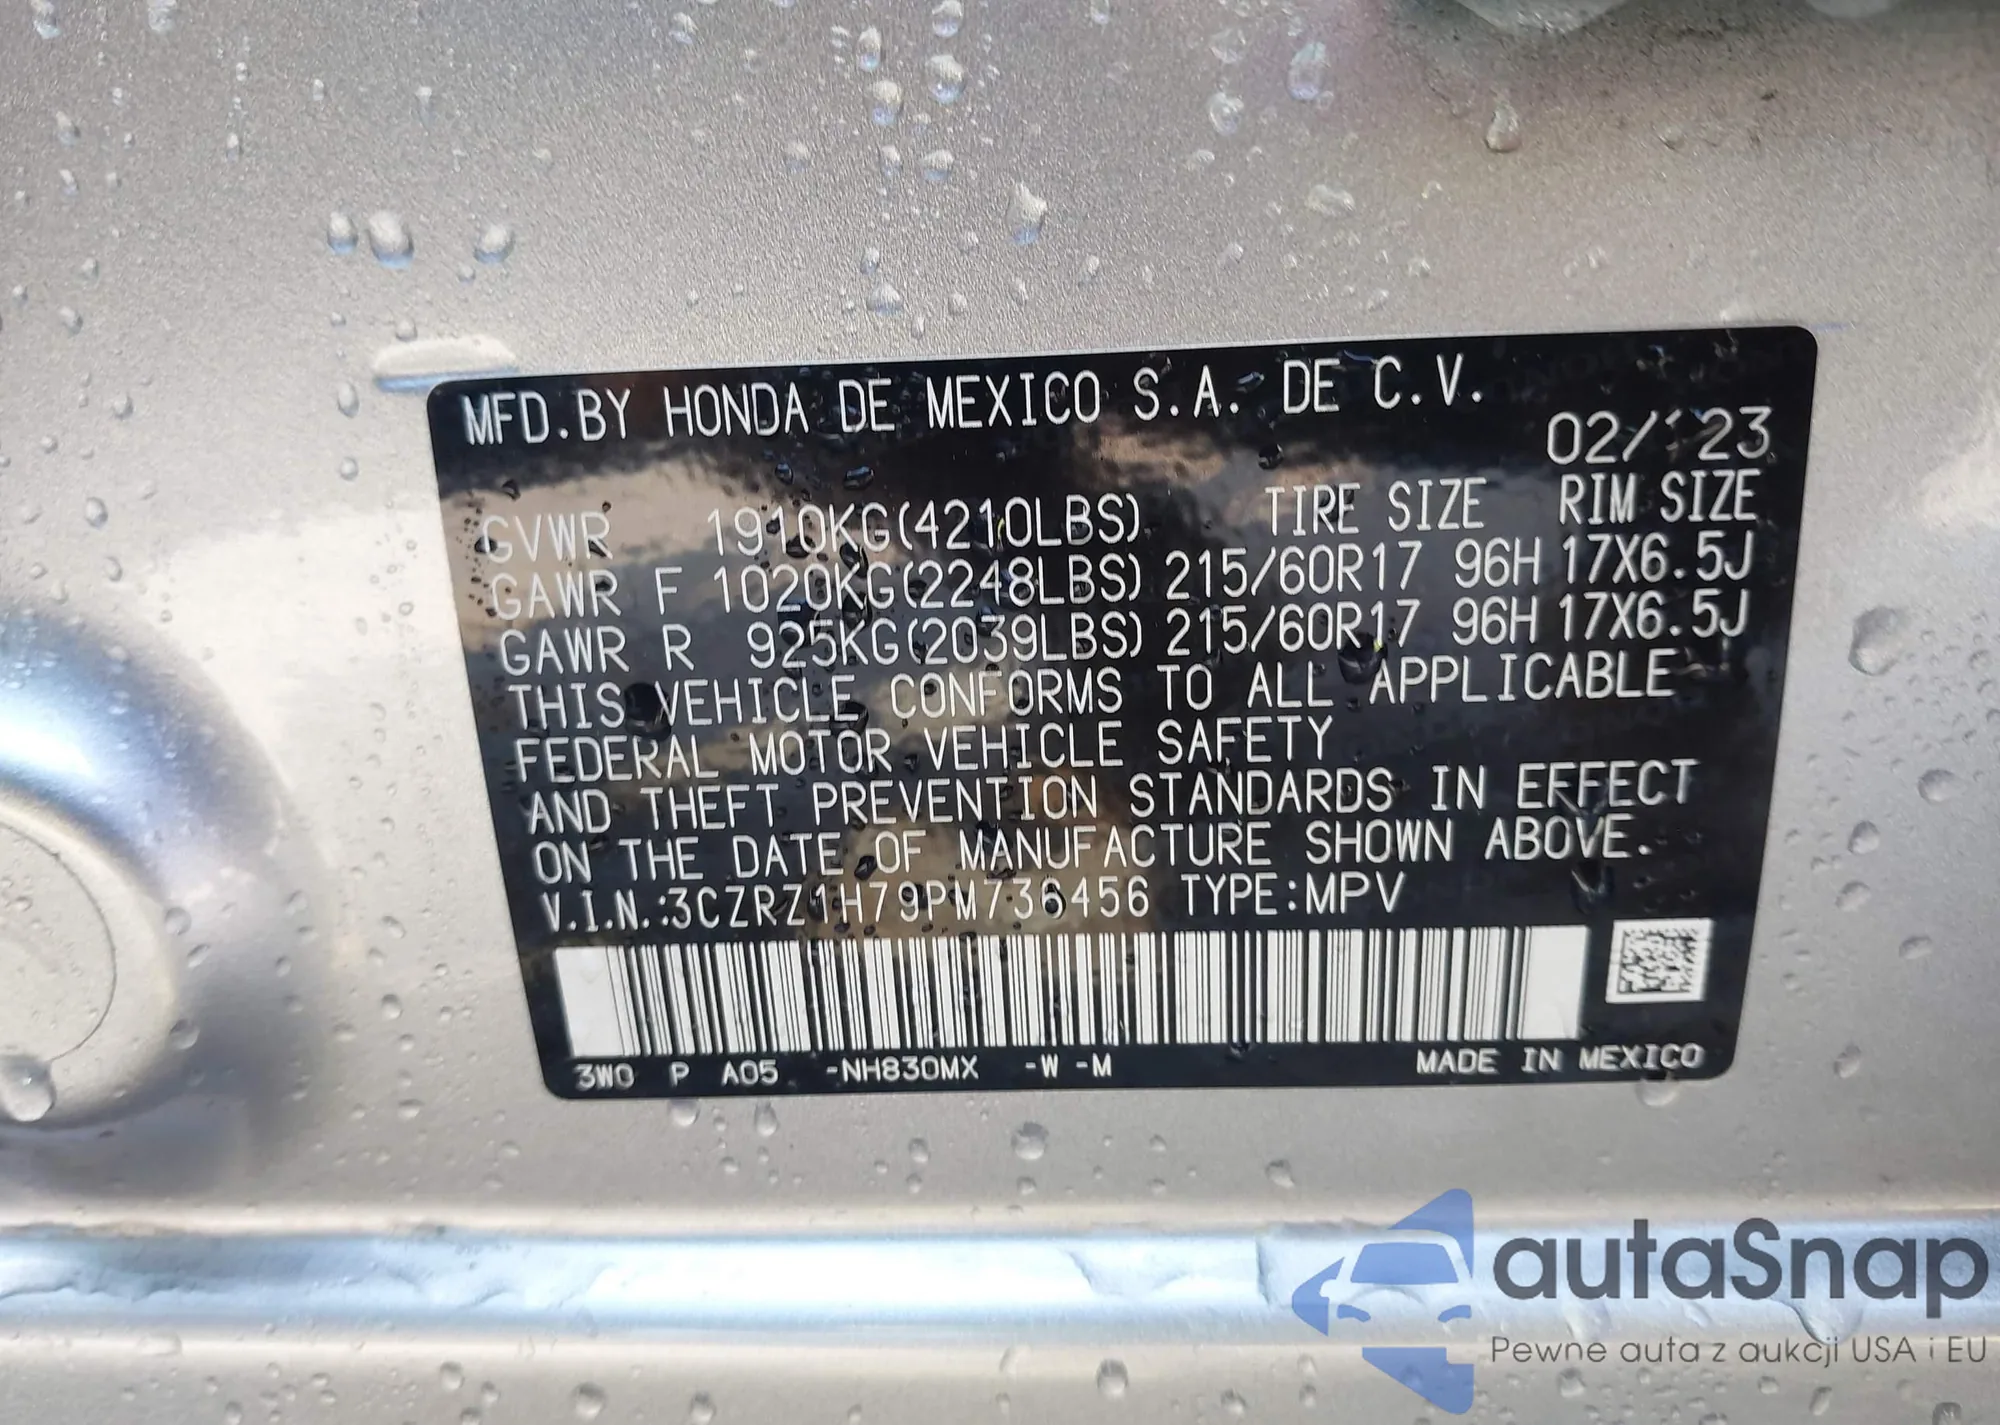 MFD.BY HONDA DE MEXICO S.A. DE C.V.
02/23
GVWR 1910KG(4210LBS) TIRE SIZE RIM SIZE
GAWR F 1020KG(2248LBS) 215/60R17 96H 17X6.5J
GAWR R 925KG(2039LBS) 215/60R17 96H 17X6.5J
THIS VEHICLE CONFORMS TO ALL APPLICABLE
FEDERAL MOTOR VEHICLE SAFETY
AND THEFT PREVENTION STANDARDS IN EFFECT
ON THE DATE OF MANUFACTURE SHOWN ABOVE.
V.I.N.:3CZRZ1H79PM736456 TYPE:MPV
3W0 P A05 -NH830MX -W -M MADE IN MEXICO
autaSnap
Pewne auta z aukcji USA i EU